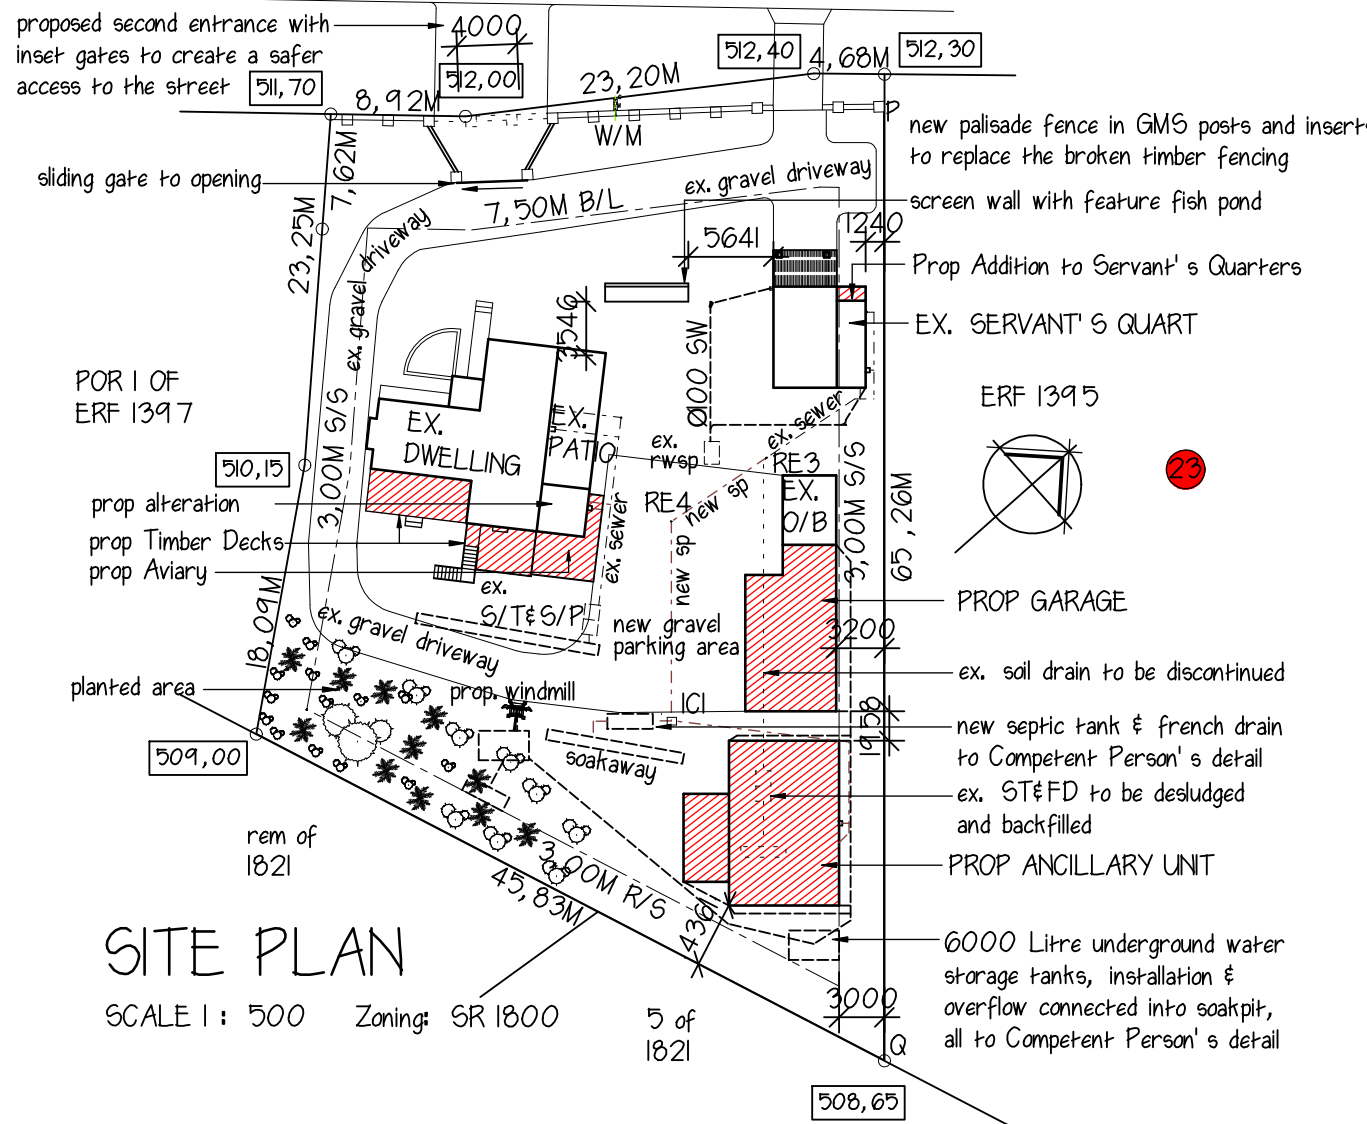 proposed second entrance with
inset gates to create a safer
access to the street
4000
511,70
512,00
512,40
512,30
8,92M
23,20M
4,68M
P
W/M
new palisade fence in GMS posts and inserts
to replace the broken timber fencing
sliding gate to opening
7,62M
23,25M
7,50M B/L
ex. gravel driveway
ex. gravel driveway
ex. gravel driveway
screen wall with feature fish pond
5641
1240
Prop Addition to Servant's Quarters
EX. SERVANT'S QUART
3546
Ø100 SW
POR 1 OF
ERF 1397
ERF 1395
23
EX.
DWELLING
EX.
PATIO
ex.
rwsp
ex. sewer
RE3
RE4
new sp
new sp
EX.
O/B
3,00M S/S
3,00M S/S
65,26M
510,15
prop alteration
prop Timber Decks
prop Aviary
ex. sewer
ex.
S/T&S/P
18,09M
ex. gravel driveway
new gravel
parking area
PROP GARAGE
3200
ex. soil drain to be discontinued
planted area
prop. windmill
IC1
1958
new septic tank & french drain
to Competent Person's detail
509,00
soakaway
ex. ST&FD to be desludged
and backfilled
rem of
1821
PROP ANCILLARY UNIT
3,00M R/S
45,83M
4361
6000 Litre underground water
storage tanks, installation &
overflow connected into soakpit,
all to Competent Person's detail
SITE PLAN
SCALE 1: 500
Zoning: SR 1800
5 of
1821
3000
Q
508,65